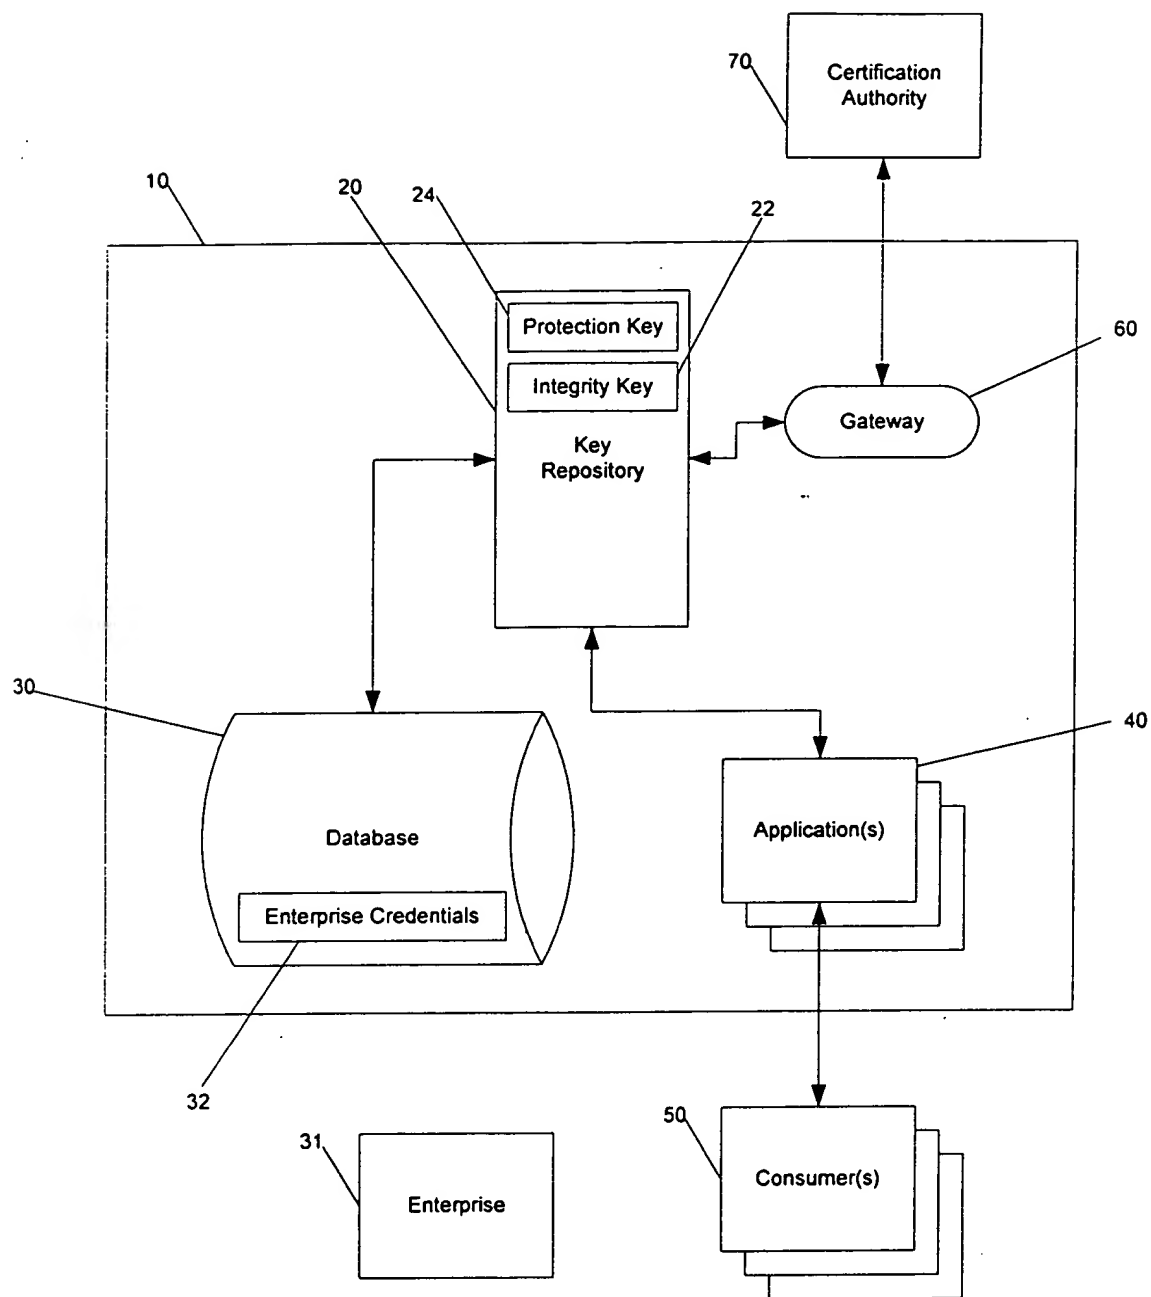 70
Certification
Authority
10
20
24
22
Protection Key
60
Integrity Key
Gateway
Key
Repository
30
40
Application(s)
Database
Enterprise Credentials
32
50
31
Consumer(s)
Enterprise